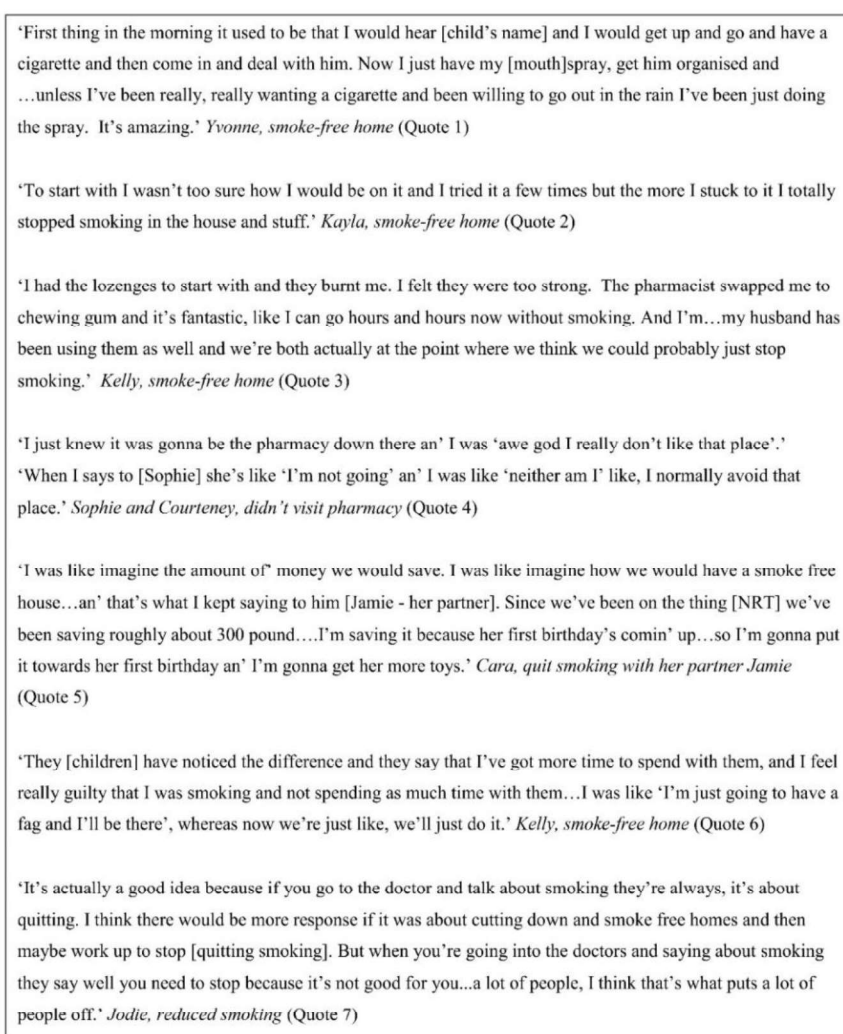 ‘First thing in the morning it used to be that I would hear [child’s name] and I would get up and go and have a
cigarette and then come in and deal with him. Now I just have my [mouth]spray, get him organised and
…unless I’ve been really, really wanting a cigarette and been willing to go out in the rain I’ve been just doing
the spray.  It’s amazing.’ Yvonne, smoke-free home (Quote 1)
‘To start with I wasn’t too sure how I would be on it and I tried it a few times but the more I stuck to it I totally
stopped smoking in the house and stuff.’ Kayla, smoke-free home (Quote 2)
‘I had the lozenges to start with and they burnt me. I felt they were too strong.  The pharmacist swapped me to
chewing gum and it’s fantastic, like I can go hours and hours now without smoking. And I’m…my husband has
been using them as well and we’re both actually at the point where we think we could probably just stop
smoking.’  Kelly, smoke-free home (Quote 3)
‘I just knew it was gonna be the pharmacy down there an’ I was ‘awe god I really don’t like that place’.’
‘When I says to [Sophie] she’s like ‘I’m not going’ an’ I was like ‘neither am I’ like, I normally avoid that
place.’ Sophie and Courteney, didn’t visit pharmacy (Quote 4)
‘I was like imagine the amount of’ money we would save. I was like imagine how we would have a smoke free
house…an’ that’s what I kept saying to him [Jamie - her partner]. Since we’ve been on the thing [NRT] we’ve
been saving roughly about 300 pound….I’m saving it because her first birthday’s comin’ up…so I’m gonna put
it towards her first birthday an’ I’m gonna get her more toys.’ Cara, quit smoking with her partner Jamie
(Quote 5)
‘They [children] have noticed the difference and they say that I’ve got more time to spend with them, and I feel
really guilty that I was smoking and not spending as much time with them…I was like ‘I’m just going to have a
fag and I’ll be there’, whereas now we’re just like, we’ll just do it.’ Kelly, smoke-free home (Quote 6)
‘It’s actually a good idea because if you go to the doctor and talk about smoking they’re always, it’s about
quitting. I think there would be more response if it was about cutting down and smoke free homes and then
maybe work up to stop [quitting smoking]. But when you’re going into the doctors and saying about smoking
they say well you need to stop because it’s not good for you...a lot of people, I think that’s what puts a lot of
people off.’ Jodie, reduced smoking (Quote 7)